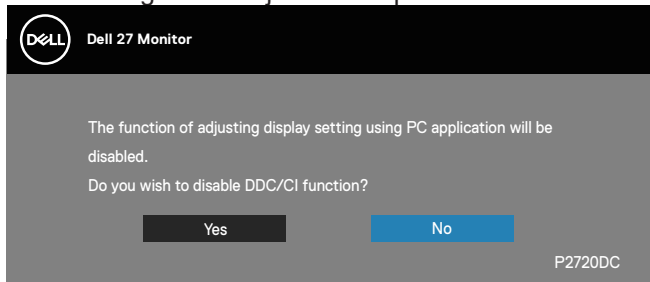 DELL
Dell 27 Monitor
The function of adjusting display setting using PC application will be
disabled.
Do you wish to disable DDC/CI function?
Yes
No
P2720DC